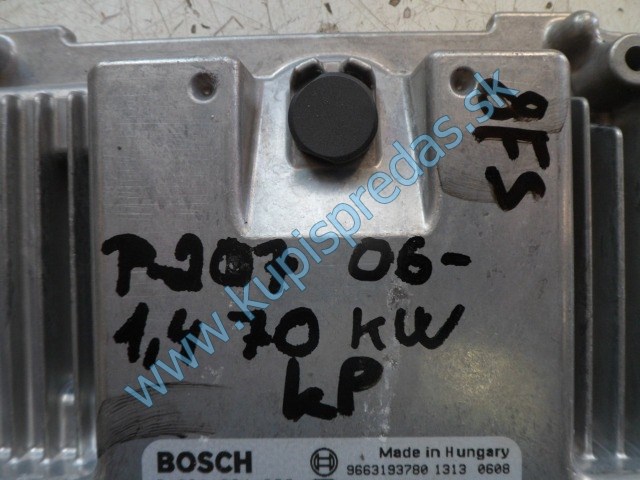 8FS
P207 06-
1,4 70 KW
kP
www.kupispredas.sk
BOSCH
Made in Hungary
9663193780 1313 0608